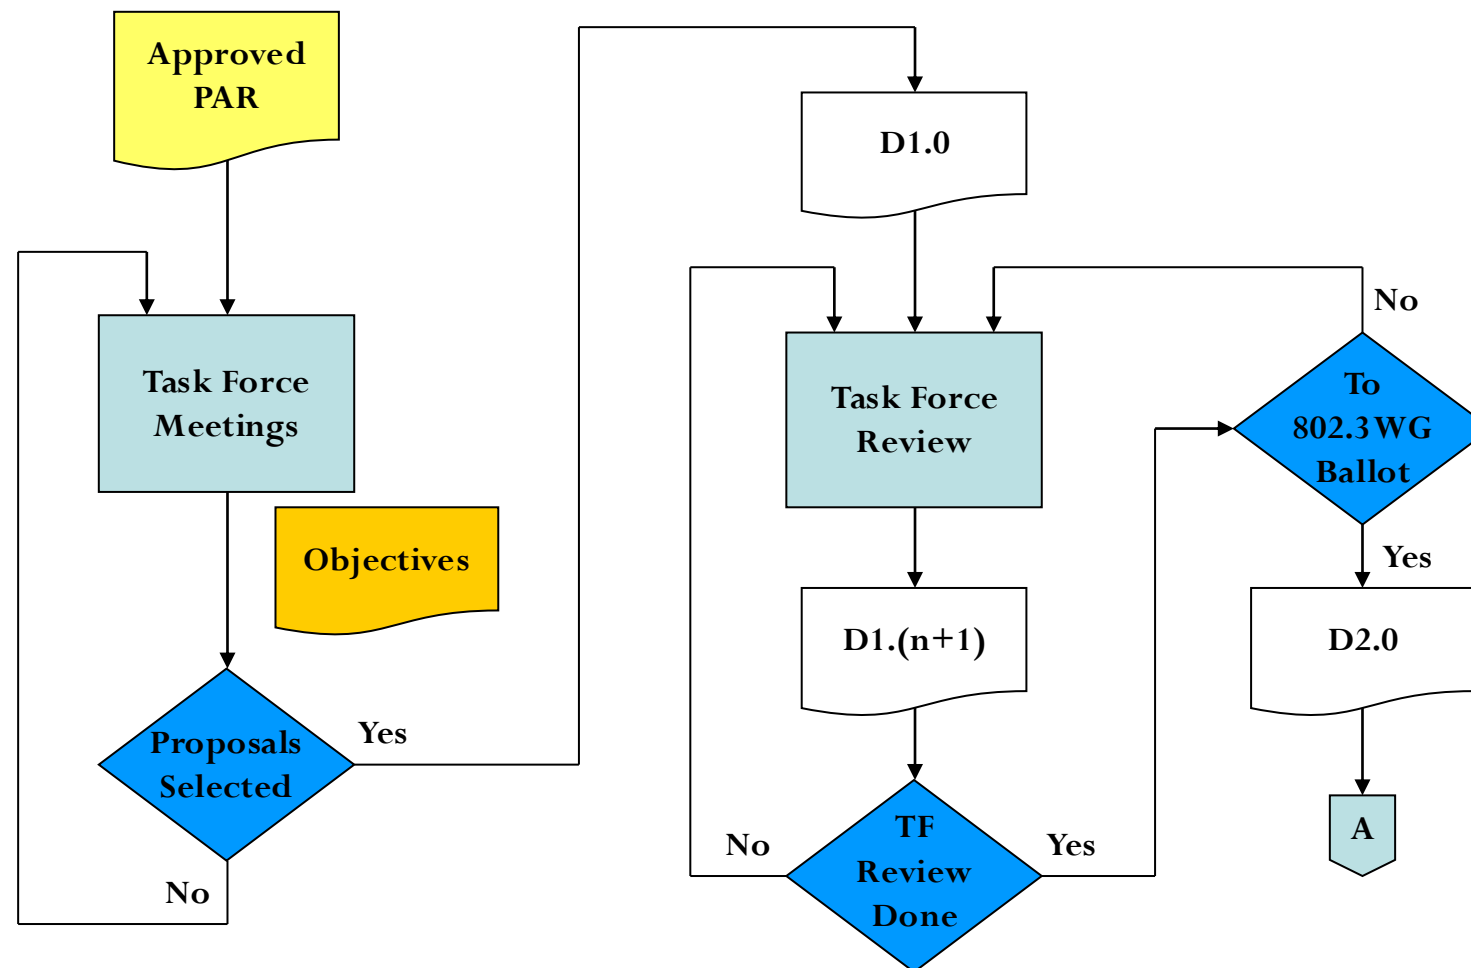 Approved
PAR
Task Force
Meetings
Objectives
Proposals
Selected
Yes
No
D1.0
Task Force
Review
D1.(n+1)
TF
Review
Done
No
Yes
To
802.3WG
Ballot
No
Yes
D2.0
A